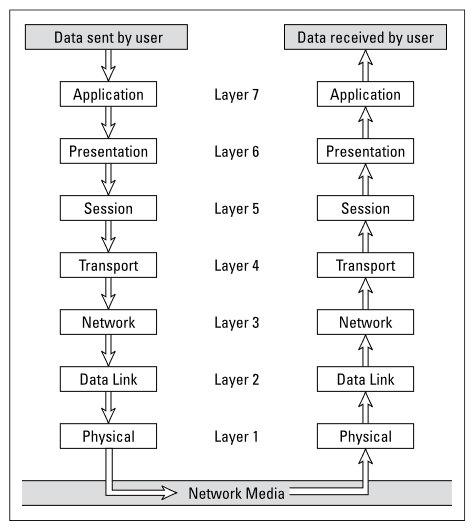 Data sent by user Data received by user
Application Layer 7 Application
Presentation Layer 6 Presentation
Session Layer 5 Session
Transport Layer 4 Transport
Network Layer 3 Network
Data Link Layer 2 Data Link
Physical Layer 1 Physical
Network Media